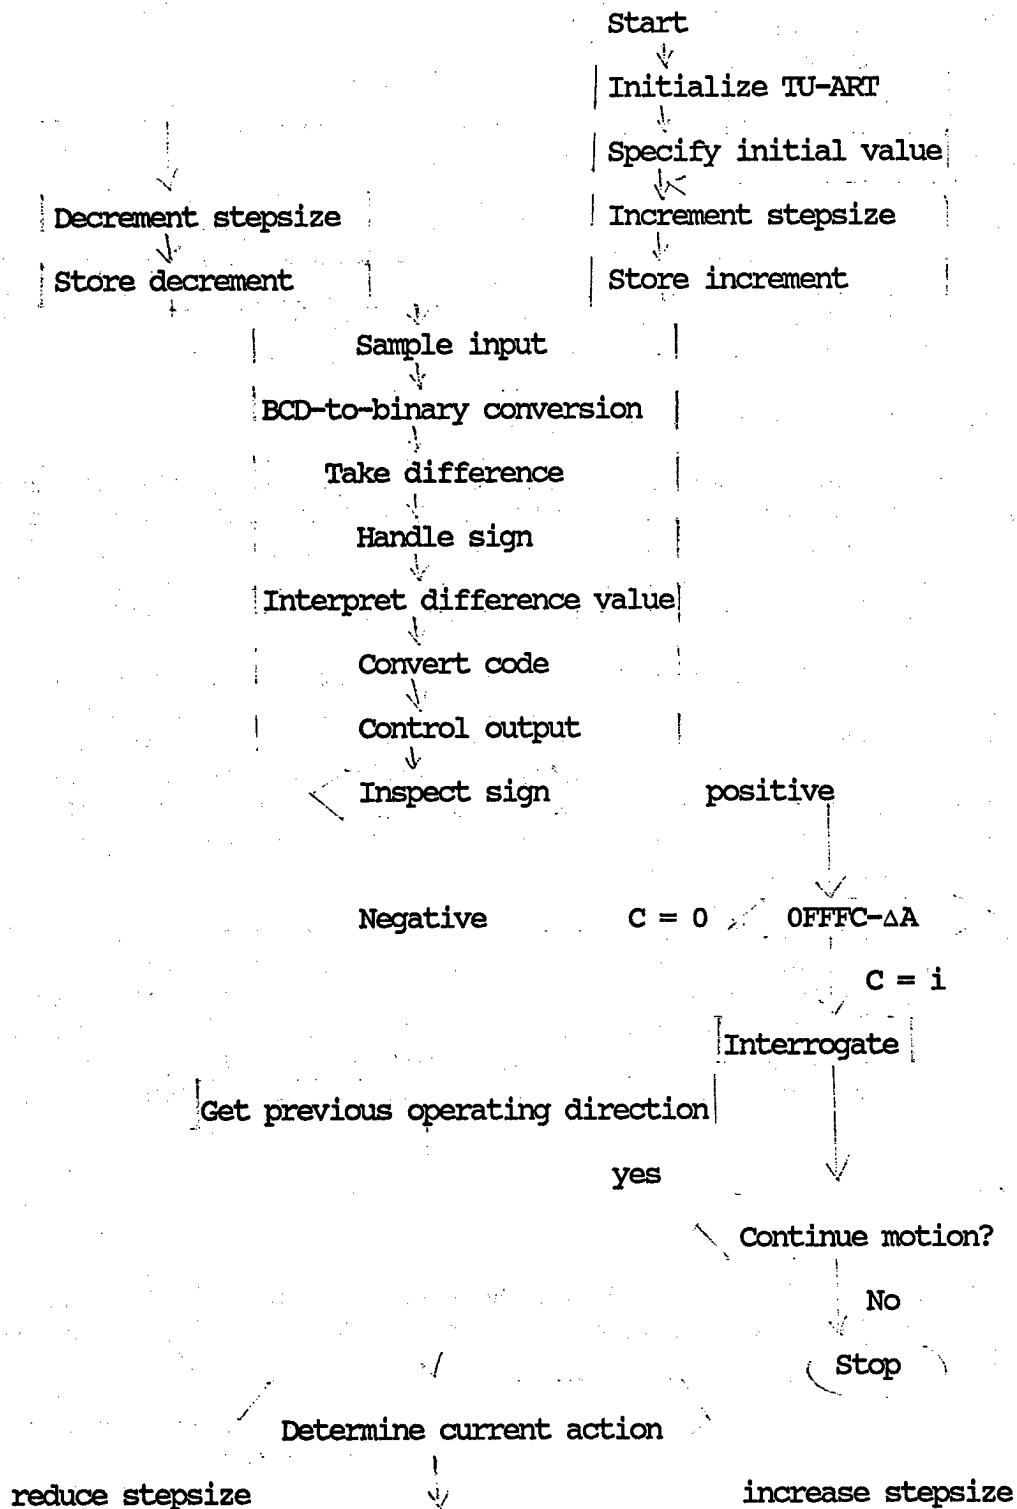 Start
Initialize TU-ART
Specify initial value
Decrement stepsize
Increment stepsize
Store decrement
Store increment
Sample input
BCD-to-binary conversion
Take difference
Handle sign
Interpret difference value
Convert code
Control output
Inspect sign
positive
Negative
C = 0
0FFFC-ΔA
C = i
Interrogate
Get previous operating direction
yes
Continue motion?
No
Stop
Determine current action
reduce stepsize
increase stepsize